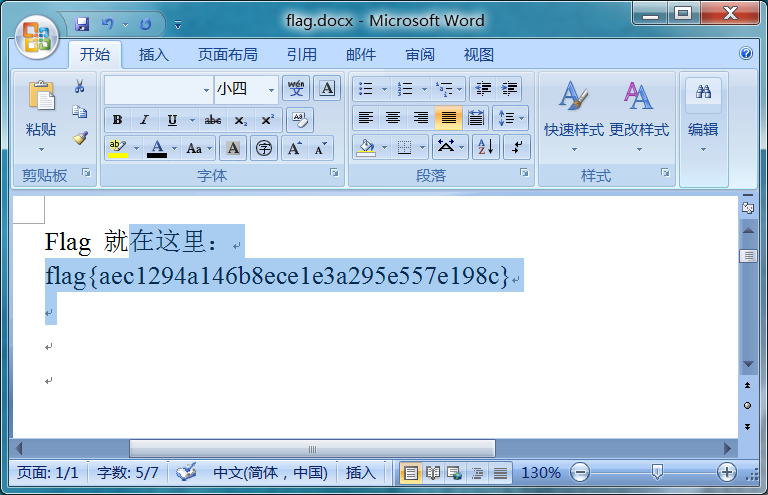 flag.docx - Microsoft Word
开始 插入 页面布局 引用 邮件 审阅 视图
小四 wén 文 A
粘贴 B I U abc x₂ x² 快速样式 更改样式 编辑
ab A Aa A 字 A A
剪贴板 字体 段落 样式
Flag 就在这里：
flag{aec1294a146b8ece1e3a295e557e198c}
页面: 1/1 字数: 5/7 中文(简体，中国) 插入 130%